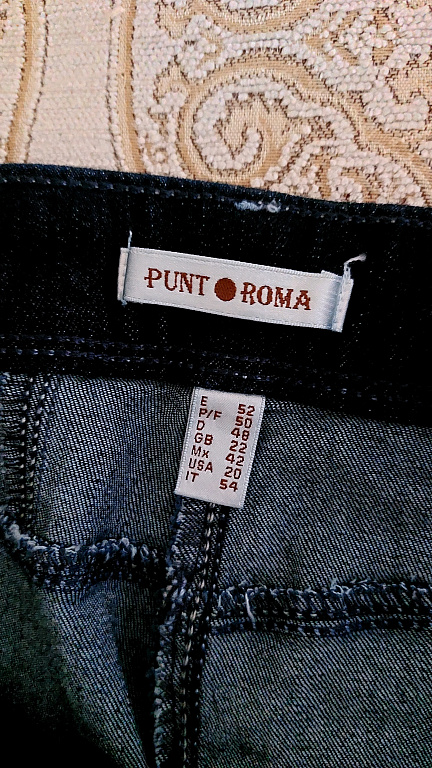 PUNT ROMA
E 52
P/F 50
D 48
GB 22
Mx 42
USA 20
IT 54